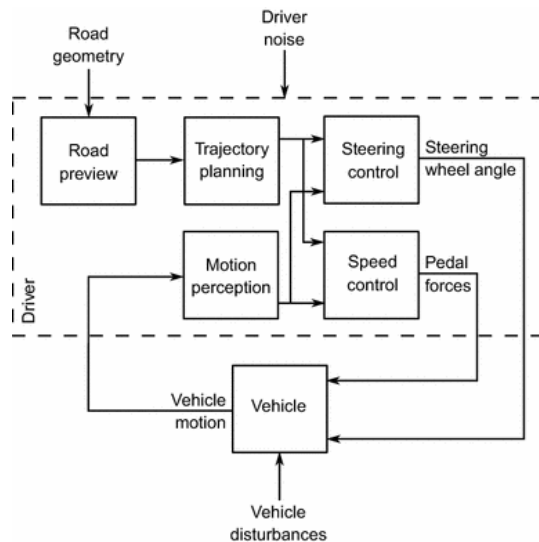 Road
geometry
Driver
noise
Road
preview
Trajectory
planning
Steering
control
Steering
wheel angle
Motion
perception
Speed
control
Pedal
forces
Driver
Vehicle
motion
Vehicle
Vehicle
disturbances